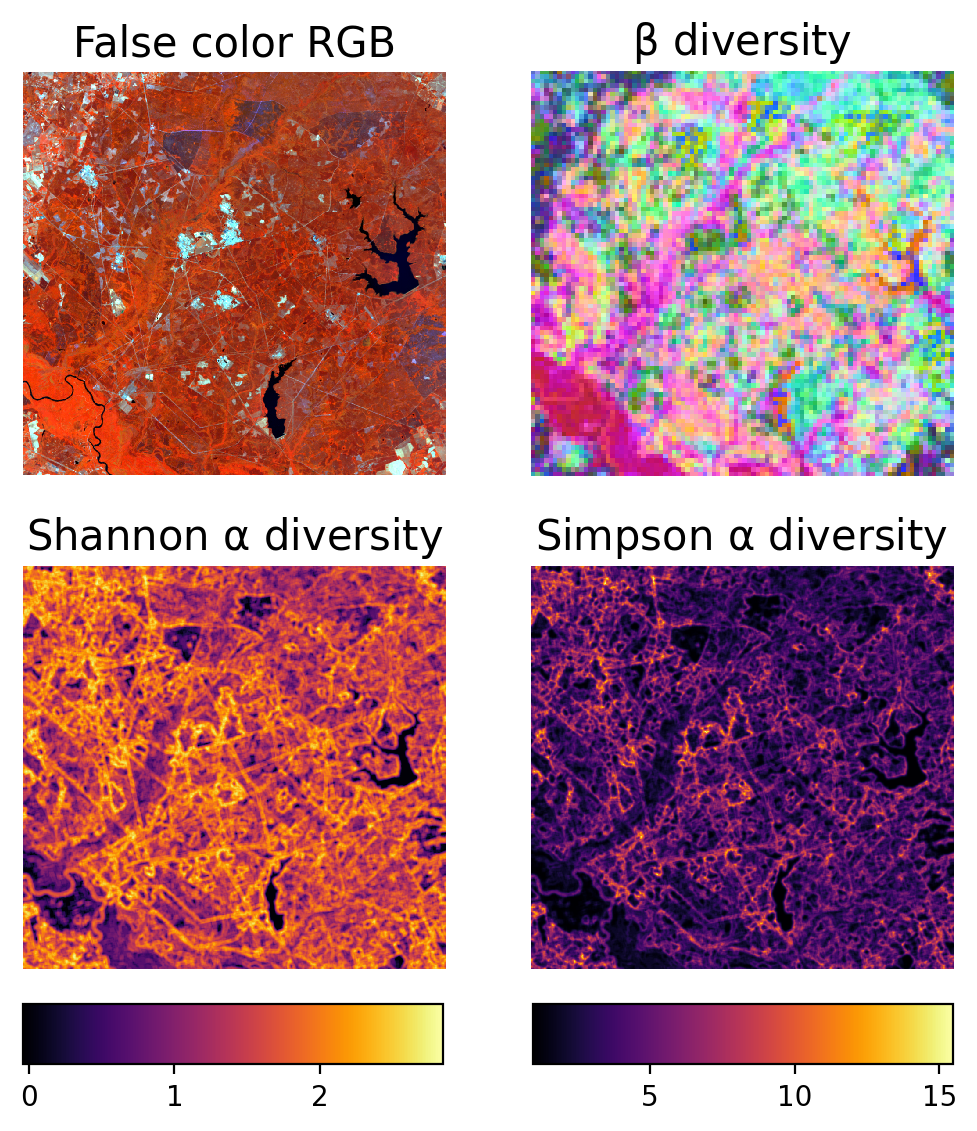 False color RGB
β diversity
Shannon α diversity
Simpson α diversity
0 1 2
5 10 15